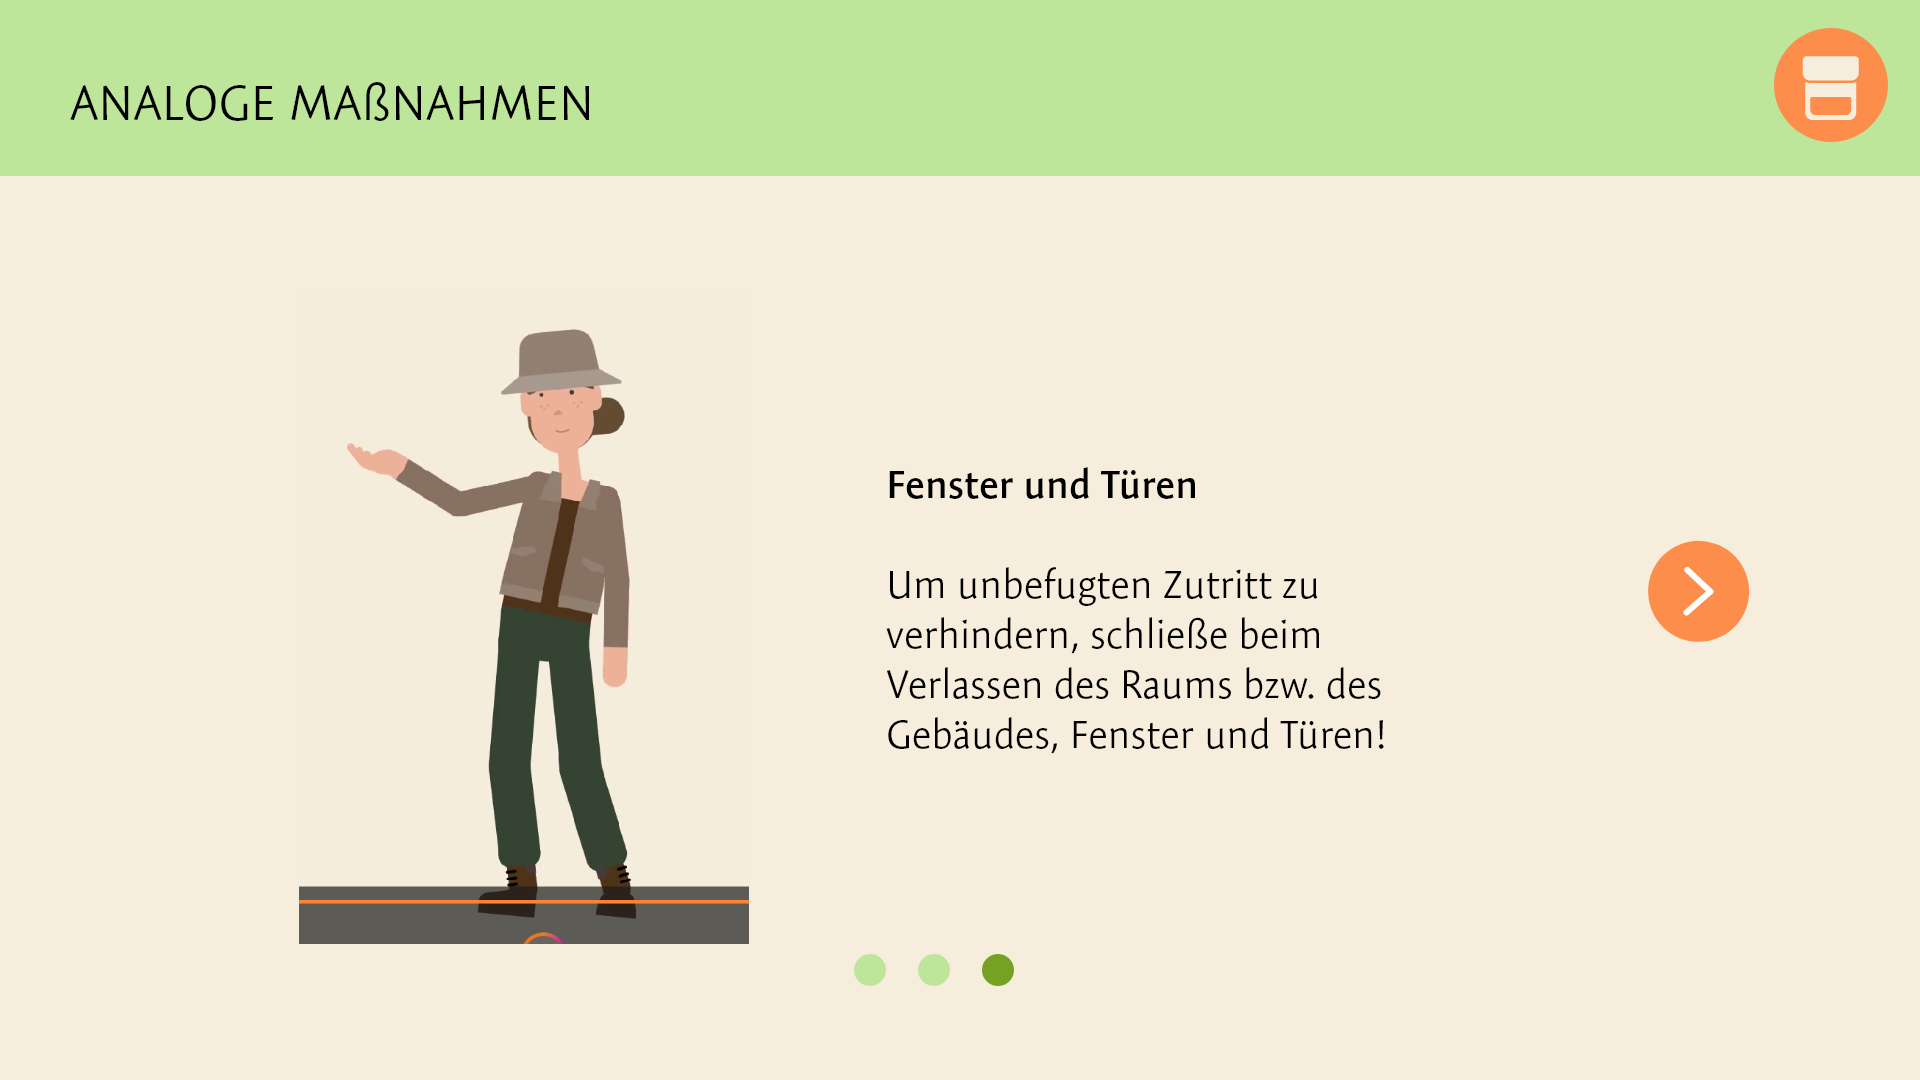 ANALOGE MAßNAHMEN
Fenster und Türen
Um unbefugten Zutritt zu
verhindern, schließe beim
Verlassen des Raums bzw. des
Gebäudes, Fenster und Türen!